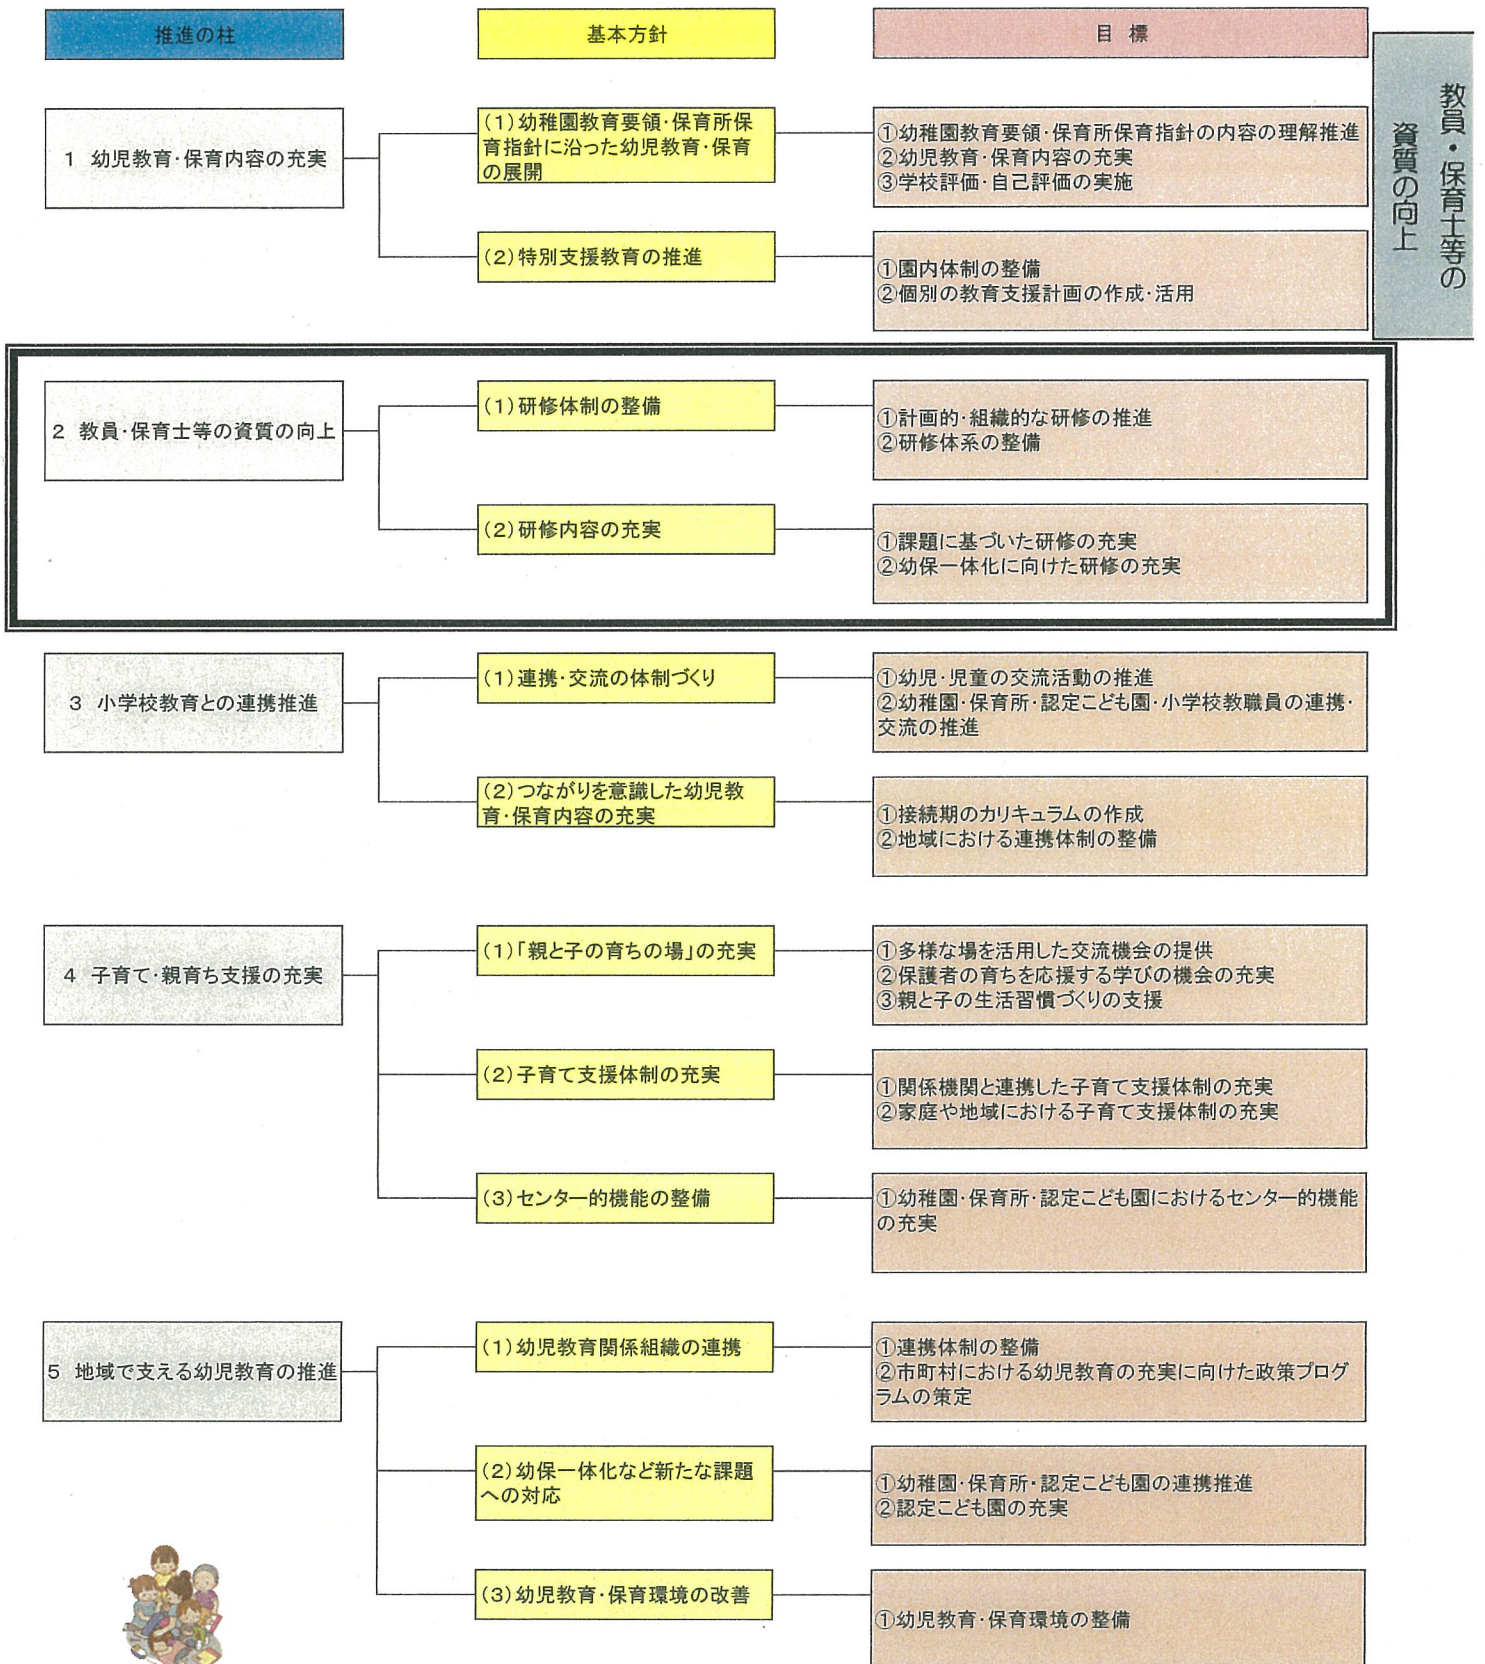 推進の柱
基本方針
目 標
教員・保育士等の
資質の向上
1 幼児教育・保育内容の充実
(1)幼稚園教育要領・保育所保
育指針に沿った幼児教育・保育
の展開
①幼稚園教育要領・保育所保育指針の内容の理解推進
②幼児教育・保育内容の充実
③学校評価・自己評価の実施
(2)特別支援教育の推進
①園内体制の整備
②個別の教育支援計画の作成・活用
2 教員・保育士等の資質の向上
(1)研修体制の整備
①計画的・組織的な研修の推進
②研修体系の整備
(2)研修内容の充実
①課題に基づいた研修の充実
②幼保一体化に向けた研修の充実
3 小学校教育との連携推進
(1)連携・交流の体制づくり
①幼児・児童の交流活動の推進
②幼稚園・保育所・認定こども園・小学校教職員の連携・
交流の推進
(2)つながりを意識した幼児教
育・保育内容の充実
①接続期のカリキュラムの作成
②地域における連携体制の整備
4 子育て・親育ち支援の充実
(1)「親と子の育ちの場」の充実
①多様な場を活用した交流機会の提供
②保護者の育ちを応援する学びの機会の充実
③親と子の生活習慣づくりの支援
(2)子育て支援体制の充実
①関係機関と連携した子育て支援体制の充実
②家庭や地域における子育て支援体制の充実
(3)センター的機能の整備
①幼稚園・保育所・認定こども園におけるセンター的機能
の充実
5 地域で支える幼児教育の推進
(1)幼児教育関係組織の連携
①連携体制の整備
②市町村における幼児教育の充実に向けた政策プログ
ラムの策定
(2)幼保一体化など新たな課題
への対応
①幼稚園・保育所・認定こども園の連携推進
②認定こども園の充実
(3)幼児教育・保育環境の改善
①幼児教育・保育環境の整備